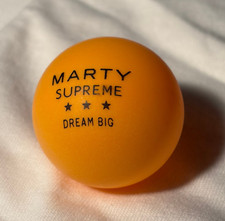 MARTY
SUPREME
★ ★ ★
DREAM BIG